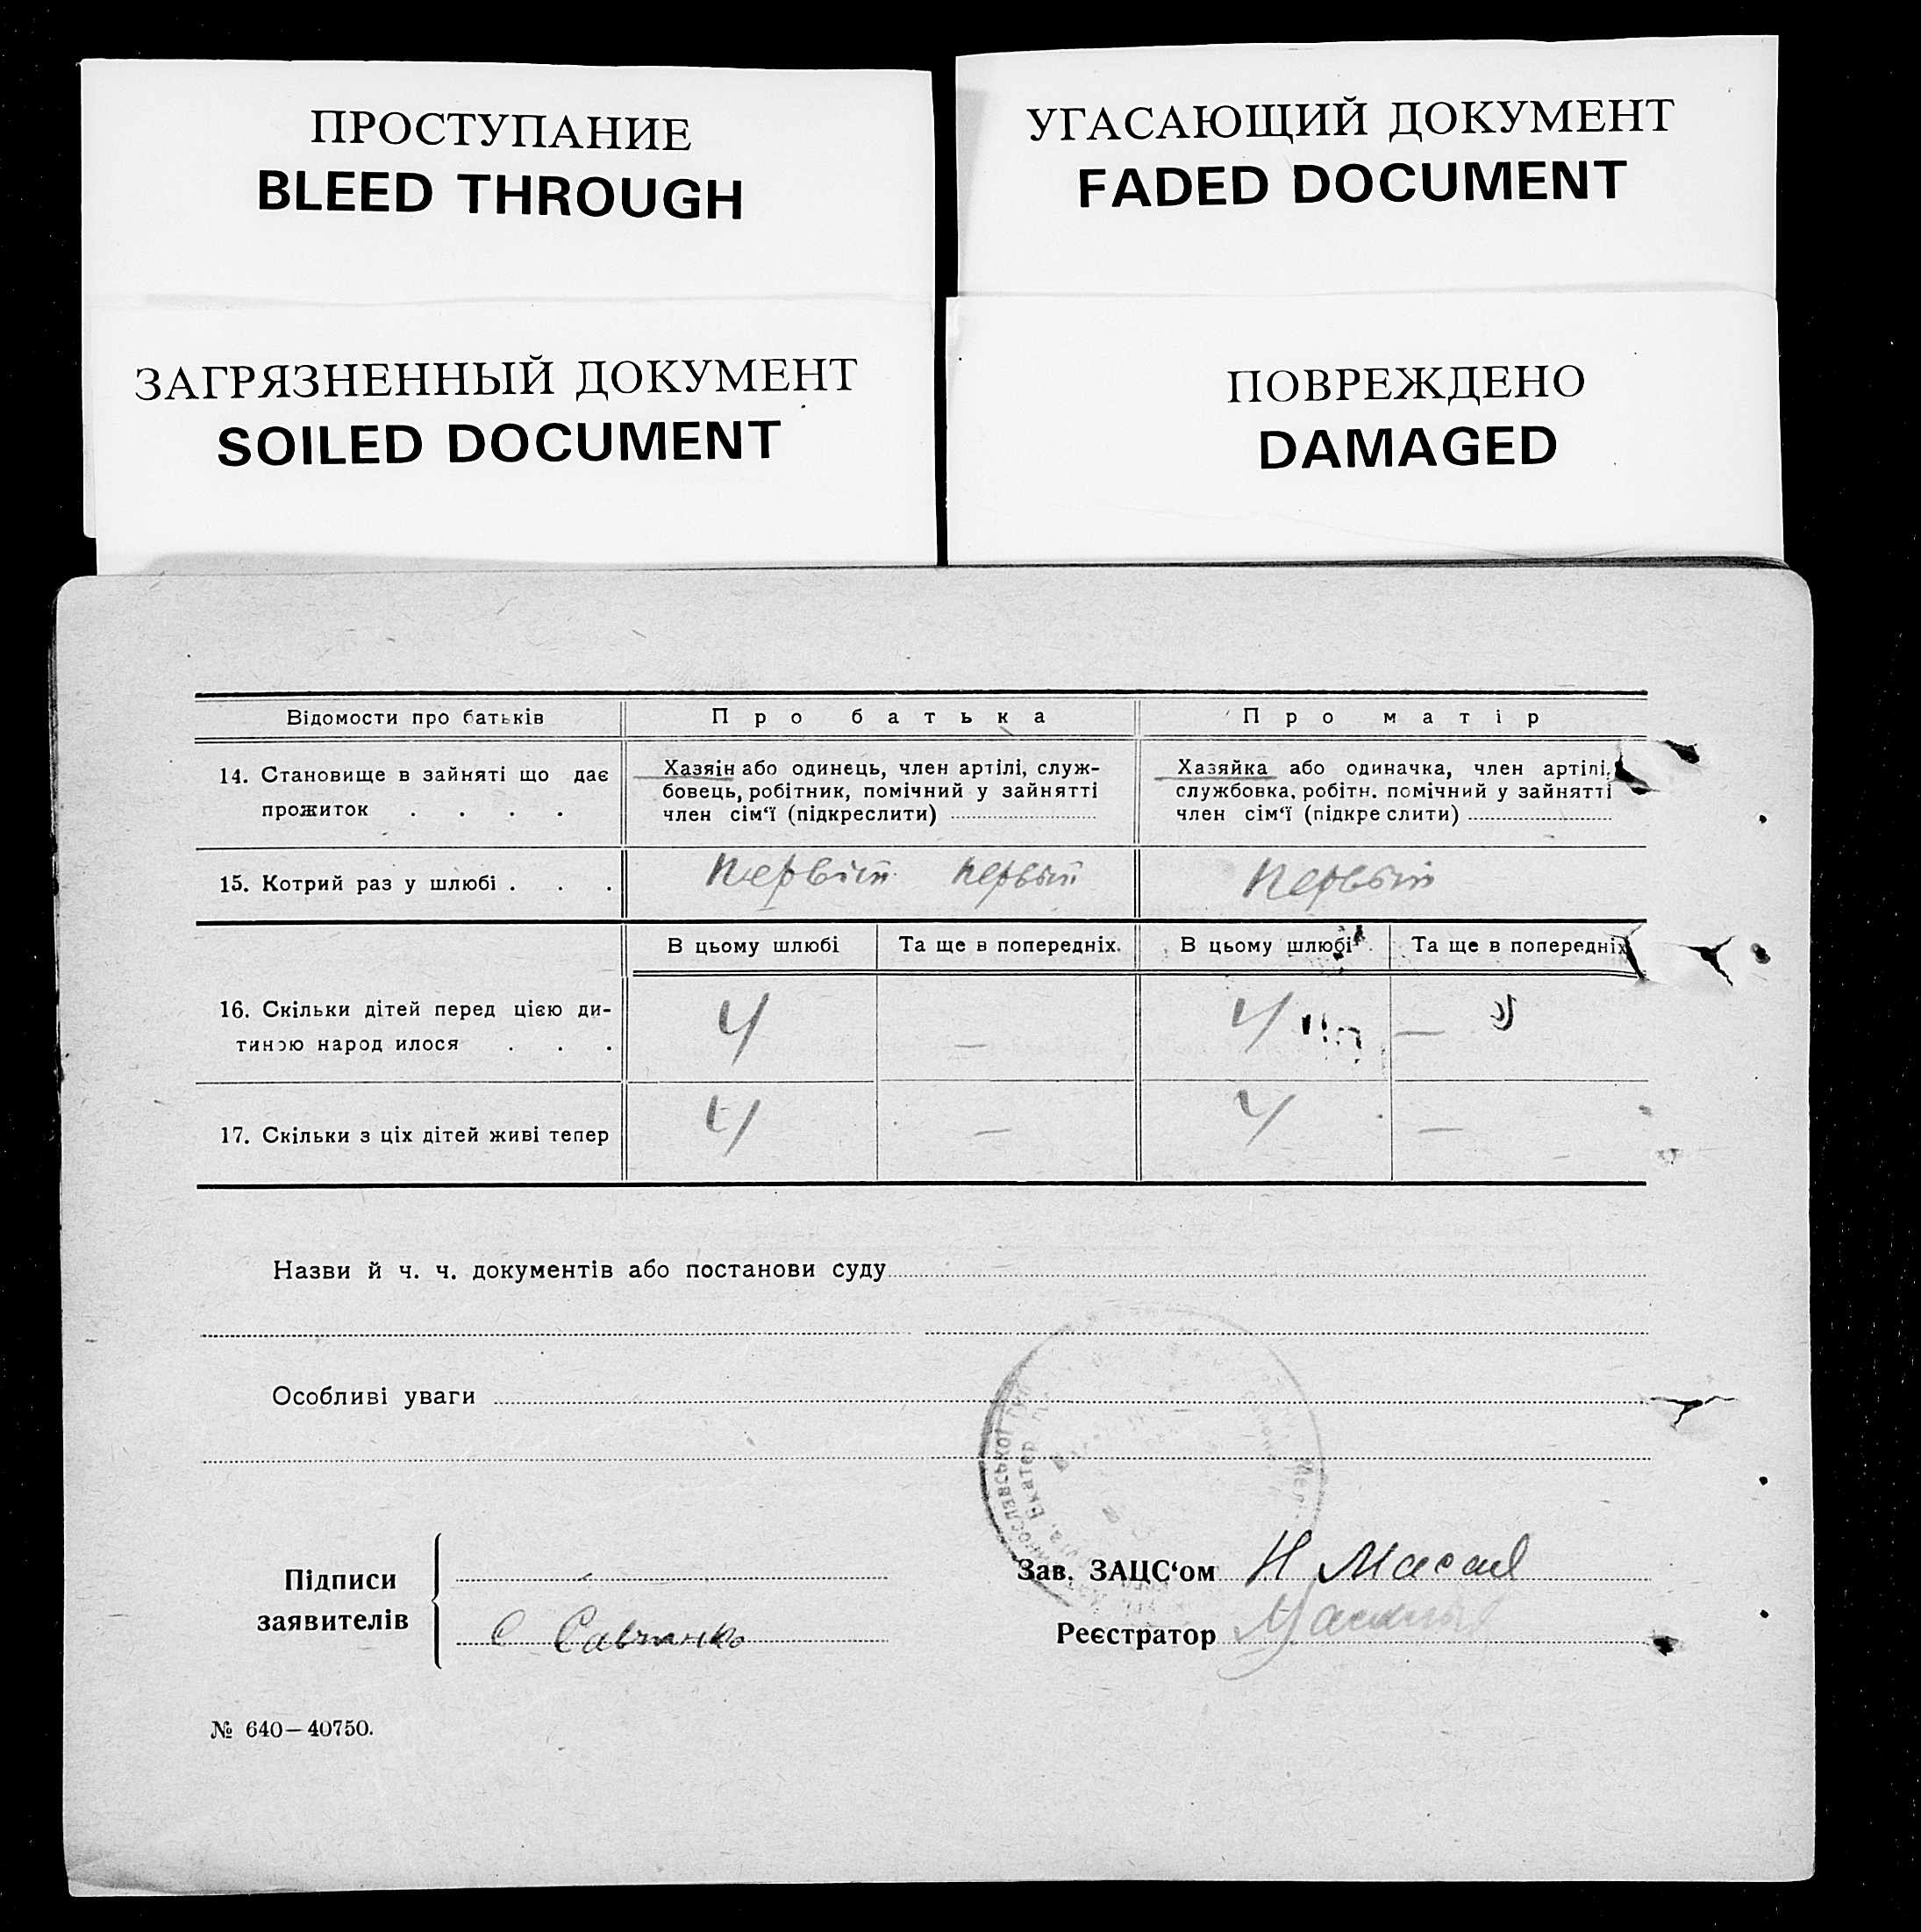 ПРОСТУПАНИЕ
BLEED THROUGH
УГАСАЮЩИЙ ДОКУМЕНТ
FADED DOCUMENT
ЗАГРЯЗНЕННЫЙ ДОКУМЕНТ
SOILED DOCUMENT
ПОВРЕЖДЕНО
DAMAGED
Відомости про батьків Про батька Про матір
14. Становище в зайняті що дає прожиток . . . .
Хазяін або одинець, член артілі, служ-
бовець, робітник, помічний у зайнятті
член сім‘ї (підкреслити)
Хазяйка або одиначка, член артілі,
службовка, робітн. помічний у зайнятті
член сім‘ї (підкре слити)
15. Котрий раз у шлюбі . . . Первій первый Первый
В цьому шлюбі Та ще в попередніх. В цьому шлюбі Та ще в попередніх
16. Скільки дітей перед цією ди-
тиною народ илося . . . 4 — 4 —
17. Скільки з ціх дітей живі тепер 4 — 4 —
Назви й ч. ч. документів або постанови суду
Особливі уваги
Підписи
заявителів
С Савченко
Зав. ЗАЦС‘ом Н
Реєстратор
№ 640—40750.